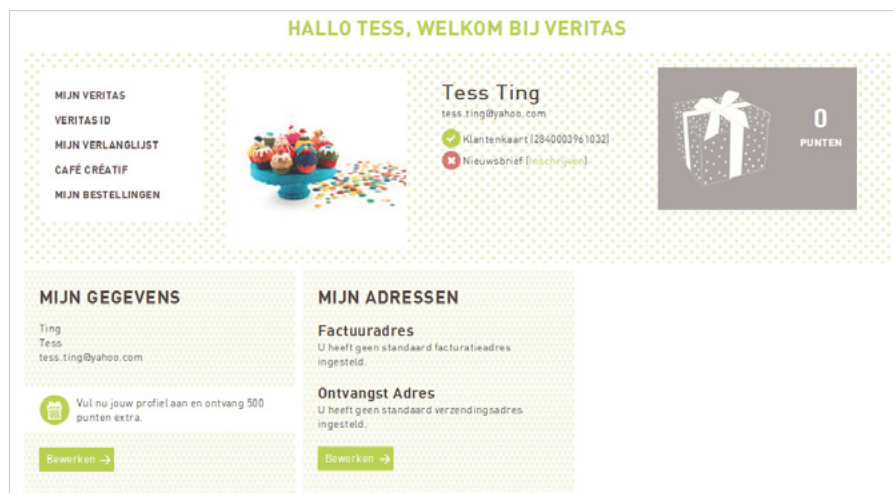 HALLO TESS, WELKOM BIJ VERITAS
MIJN VERITAS
VERITAS ID
MIJN VERLANGLIJST
CAFÉ CRÉATIF
MIJN BESTELLINGEN
Tess Ting
tess.ting@yahoo.com
Klantenkaart (2840003961032)
Nieuwsbrief (Inschrijven)
0
PUNTEN
MIJN GEGEVENS
Ting
Tess
tess.ting@yahoo.com
Vul nu jouw profiel aan en ontvang 500
punten extra.
Bewerken →
MIJN ADRESSEN
Factuuradres
U heeft geen standaard facturatieadres
ingesteld.
Ontvangst Adres
U heeft geen standaard verzendingsadres
ingesteld.
Bewerken →